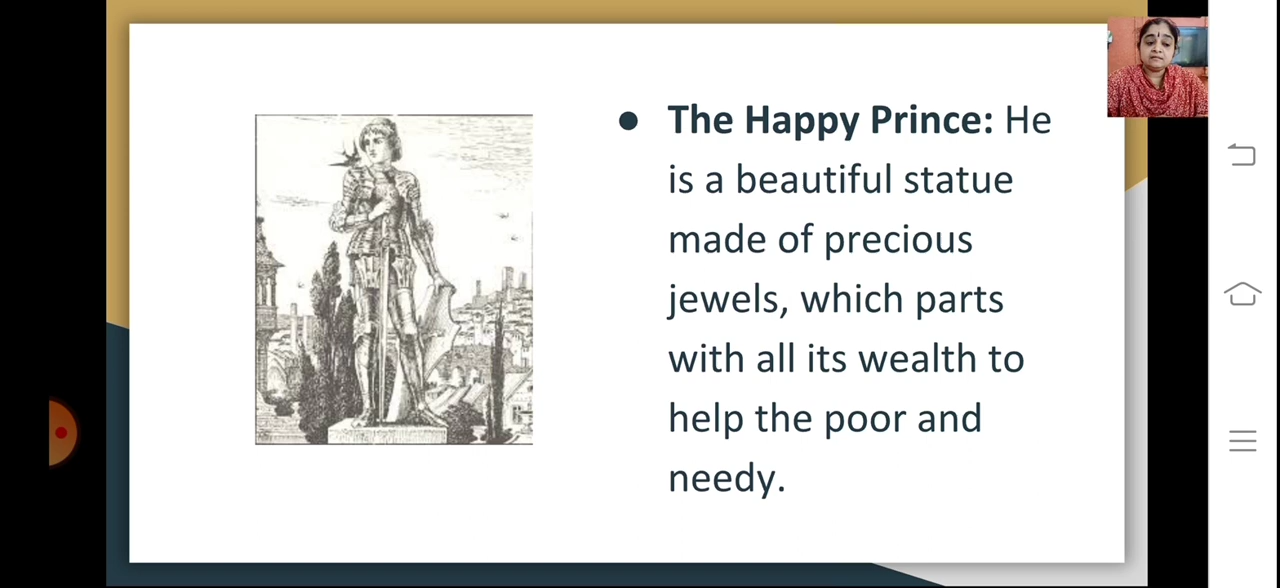 ● The Happy Prince: He
is a beautiful statue
made of precious
jewels, which parts
with all its wealth to
help the poor and
needy.